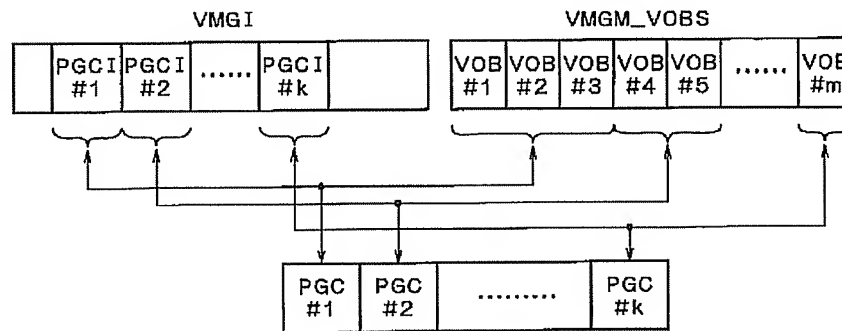 VMGI
VMGM_VOBS
PGCI PGCI ...... PGCI
#1 #2 #k
VOB VOB VOB VOB VOB ...... VOB
#1 #2 #3 #4 #5 #m
PGC PGC ......... PGC
#1 #2 #k